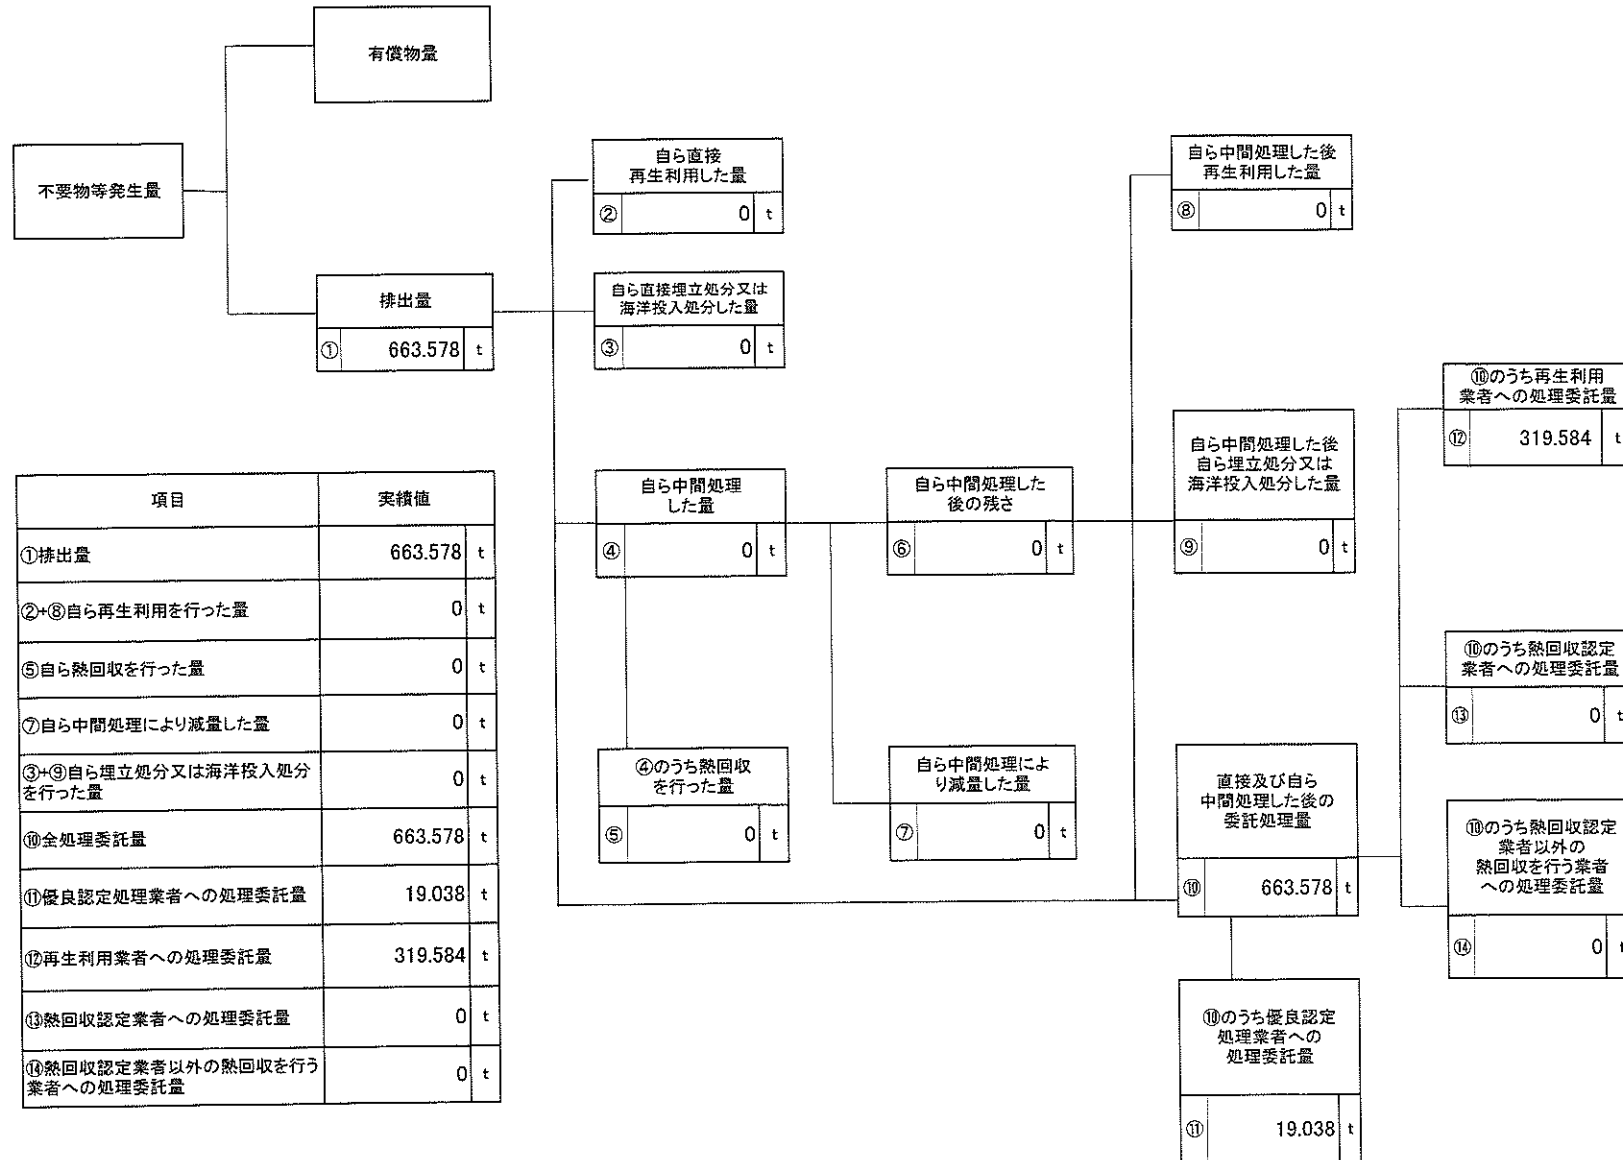 有償物量
不要物等発生量
排出量
① 663.578 t
自ら直接
再生利用した量
② 0 t
自ら直接埋立処分又は
海洋投入処分した量
③ 0 t
自ら中間処理
した量
④ 0 t
④のうち熱回収
を行った量
⑤ 0 t
自ら中間処理した
後の残さ
⑥ 0 t
自ら中間処理によ
り減量した量
⑦ 0 t
自ら中間処理した後
再生利用した量
⑧ 0 t
自ら中間処理した後
自ら埋立処分又は
海洋投入処分した量
⑨ 0 t
直接及び自ら
中間処理した後の
委託処理量
⑩ 663.578 t
⑩のうち優良認定
処理業者への
処理委託量
⑪ 19.038 t
⑩のうち再生利用
業者への処理委託量
⑫ 319.584 t
⑩のうち熱回収認定
業者への処理委託量
⑬ 0 t
⑩のうち熱回収認定
業者以外の
熱回収を行う業者
への処理委託量
⑭ 0 t
項目 実績値
①排出量 663.578 t
②+⑧自ら再生利用を行った量 0 t
⑤自ら熱回収を行った量 0 t
⑦自ら中間処理により減量した量 0 t
③+⑨自ら埋立処分又は海洋投入処分
を行った量 0 t
⑩全処理委託量 663.578 t
⑪優良認定処理業者への処理委託量 19.038 t
⑫再生利用業者への処理委託量 319.584 t
⑬熱回収認定業者への処理委託量 0 t
⑭熱回収認定業者以外の熱回収を行う
業者への処理委託量 0 t